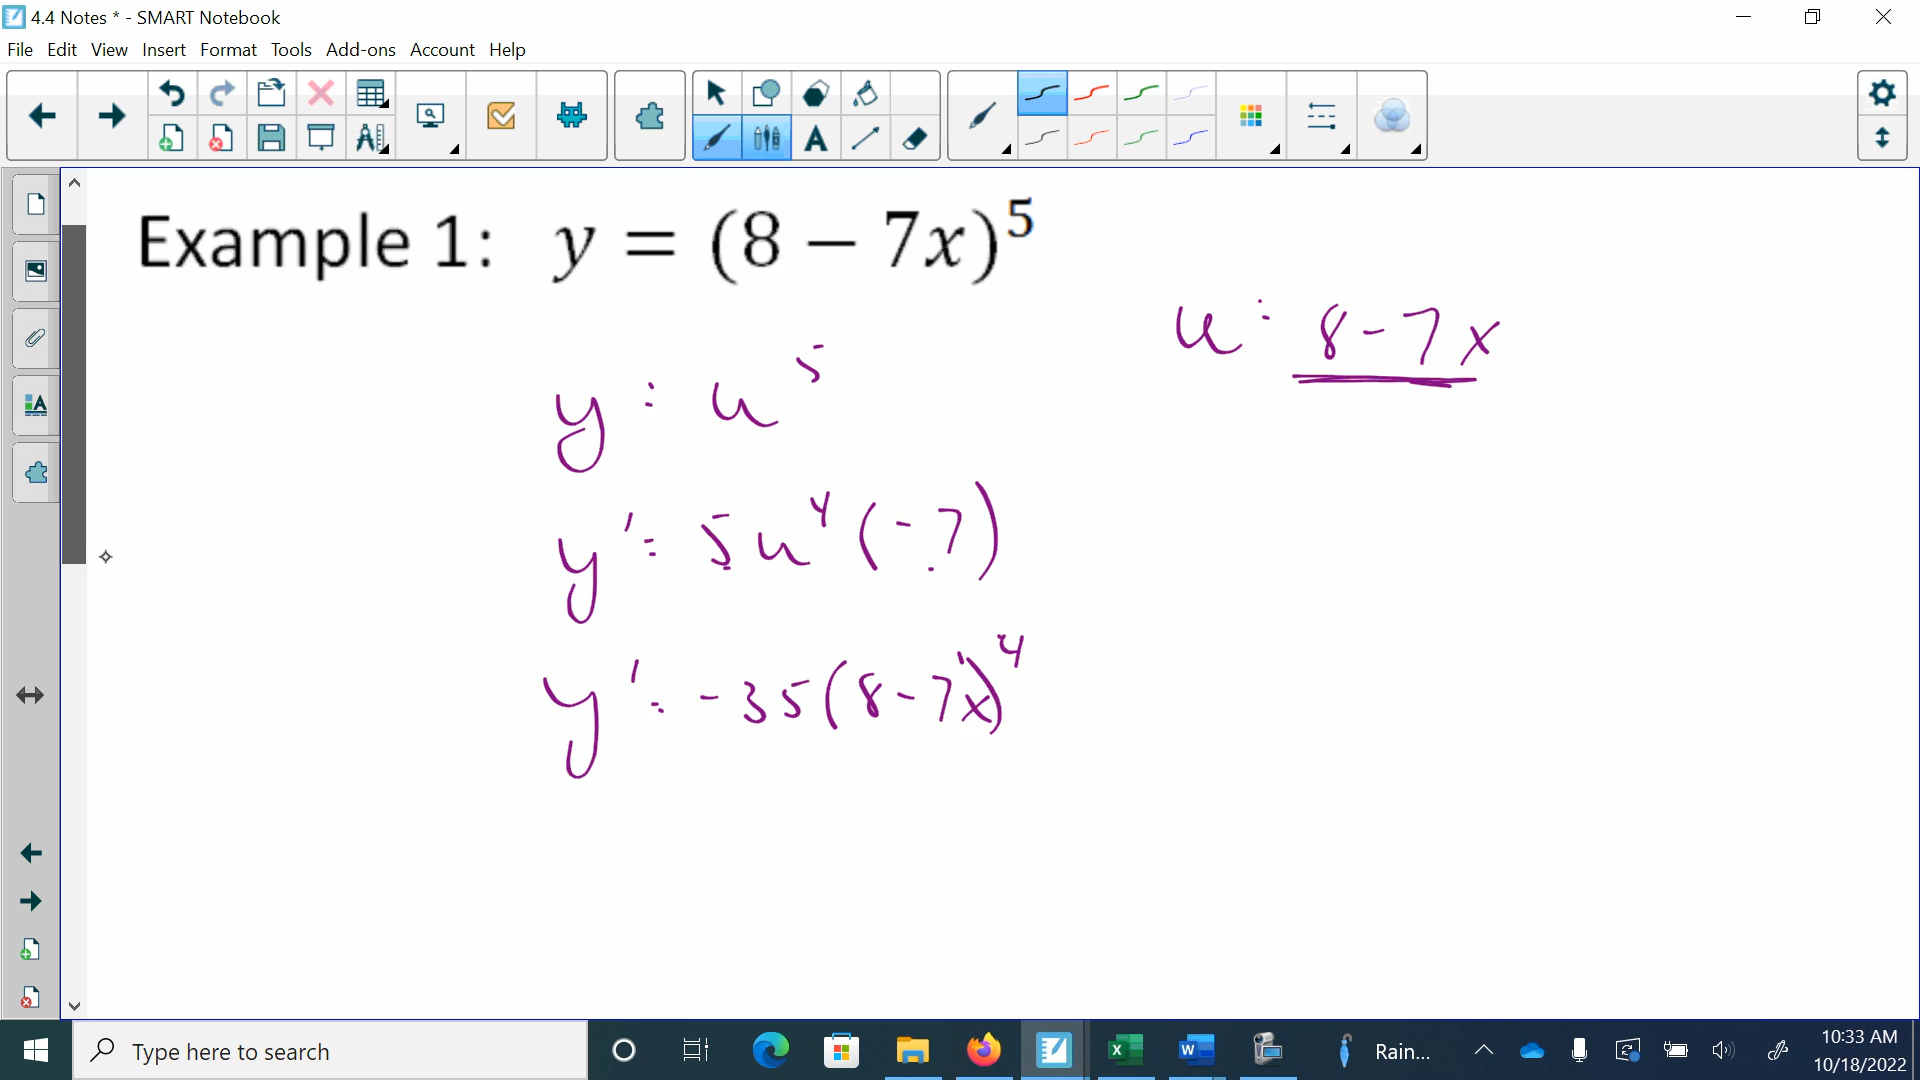 4.4 Notes * - SMART Notebook
File Edit View Insert Format Tools Add-ons Account Help
Example 1: y = (8 − 7x)⁵
u = 8-7x
y = u⁵
y' = 5u⁴(-7)
y' = -35(8-7x)⁴
Type here to search
Rain...
10:33 AM
10/18/2022